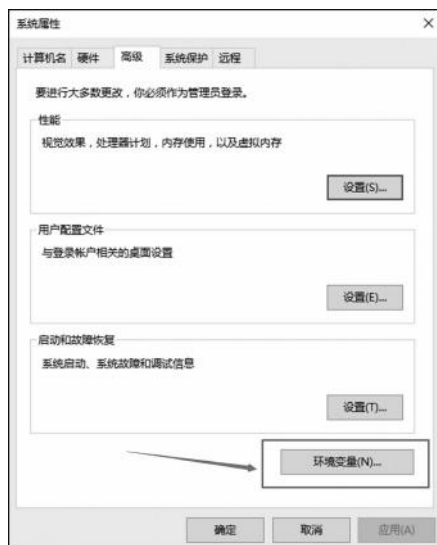 系统属性
计算机名 硬件 高级 系统保护 远程
要进行大多数更改，你必须作为管理员登录。
性能
视觉效果，处理器计划，内存使用，以及虚拟内存
设置(S)...
用户配置文件
与登录帐户相关的桌面设置
设置(E)...
启动和故障恢复
系统启动、系统故障和调试信息
设置(T)...
环境变量(N)...
确定 取消 应用(A)